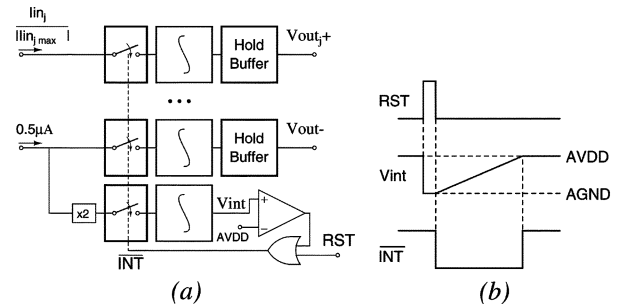 Iinj
|Iinj max |
Hold Buffer
Voutj+
...
0.5μA
Hold Buffer
Vout-
x2
Vint
+
−
AVDD
INT
RST
(a)
RST
Vint
AVDD
AGND
INT
(b)